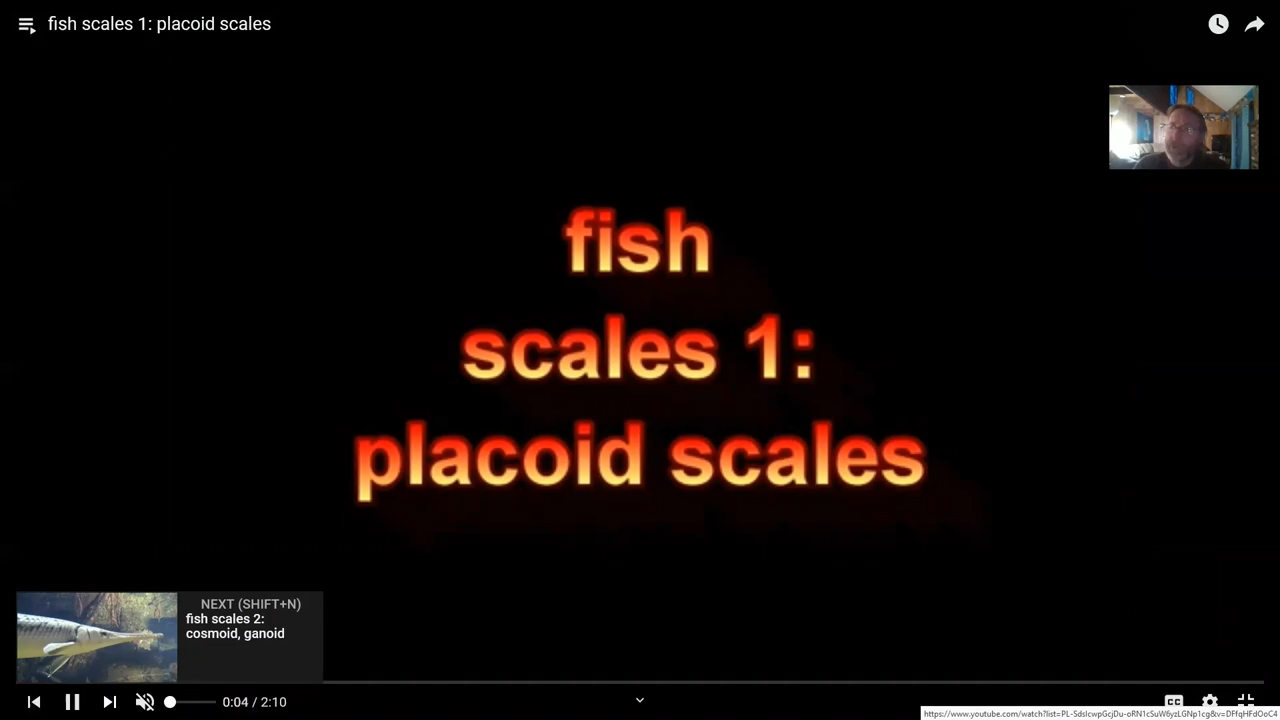 fish scales 1: placoid scales
fish
scales 1:
placoid scales
NEXT (SHIFT+N)
fish scales 2:
cosmoid, ganoid
0:04 / 2:10
CC